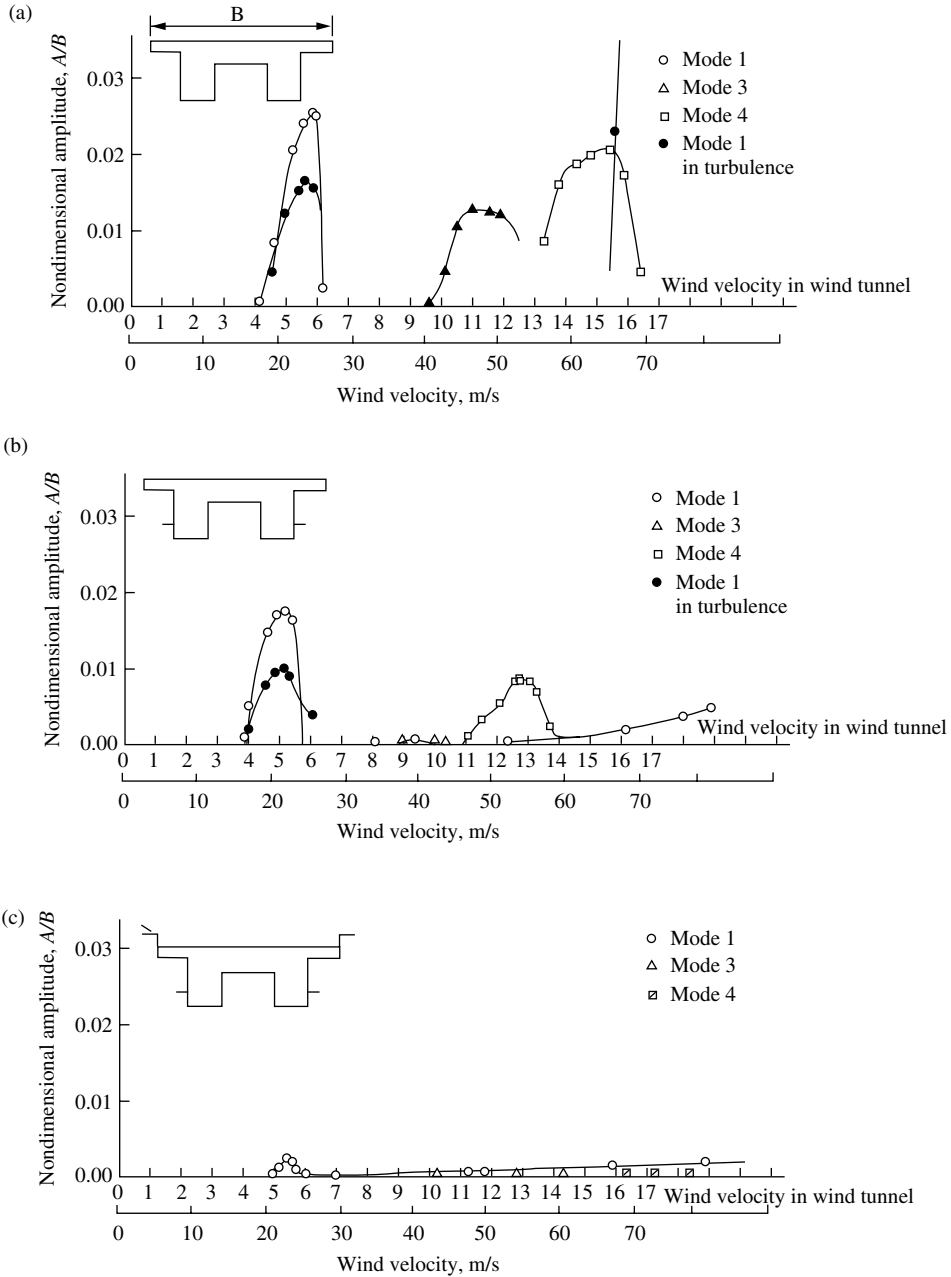 (a)
B
Nondimensional amplitude, A/B
0.03
0.02
0.01
0.00
Mode 1
Mode 3
Mode 4
Mode 1
in turbulence
Wind velocity in wind tunnel
0 1 2 3 4 5 6 7 8 9 10 11 12 13 14 15 16 17
0 10 20 30 40 50 60 70
Wind velocity, m/s
(b)
Nondimensional amplitude, A/B
0.03
0.02
0.01
0.00
Mode 1
Mode 3
Mode 4
Mode 1
in turbulence
Wind velocity in wind tunnel
0 1 2 3 4 5 6 7 8 9 10 11 12 13 14 15 16 17
0 10 20 30 40 50 60 70
Wind velocity, m/s
(c)
Nondimensional amplitude, A/B
0.03
0.02
0.01
0.00
Mode 1
Mode 3
Mode 4
Wind velocity in wind tunnel
0 1 2 3 4 5 6 7 8 9 10 11 12 13 14 15 16 17
0 10 20 30 40 50 60 70
Wind velocity, m/s